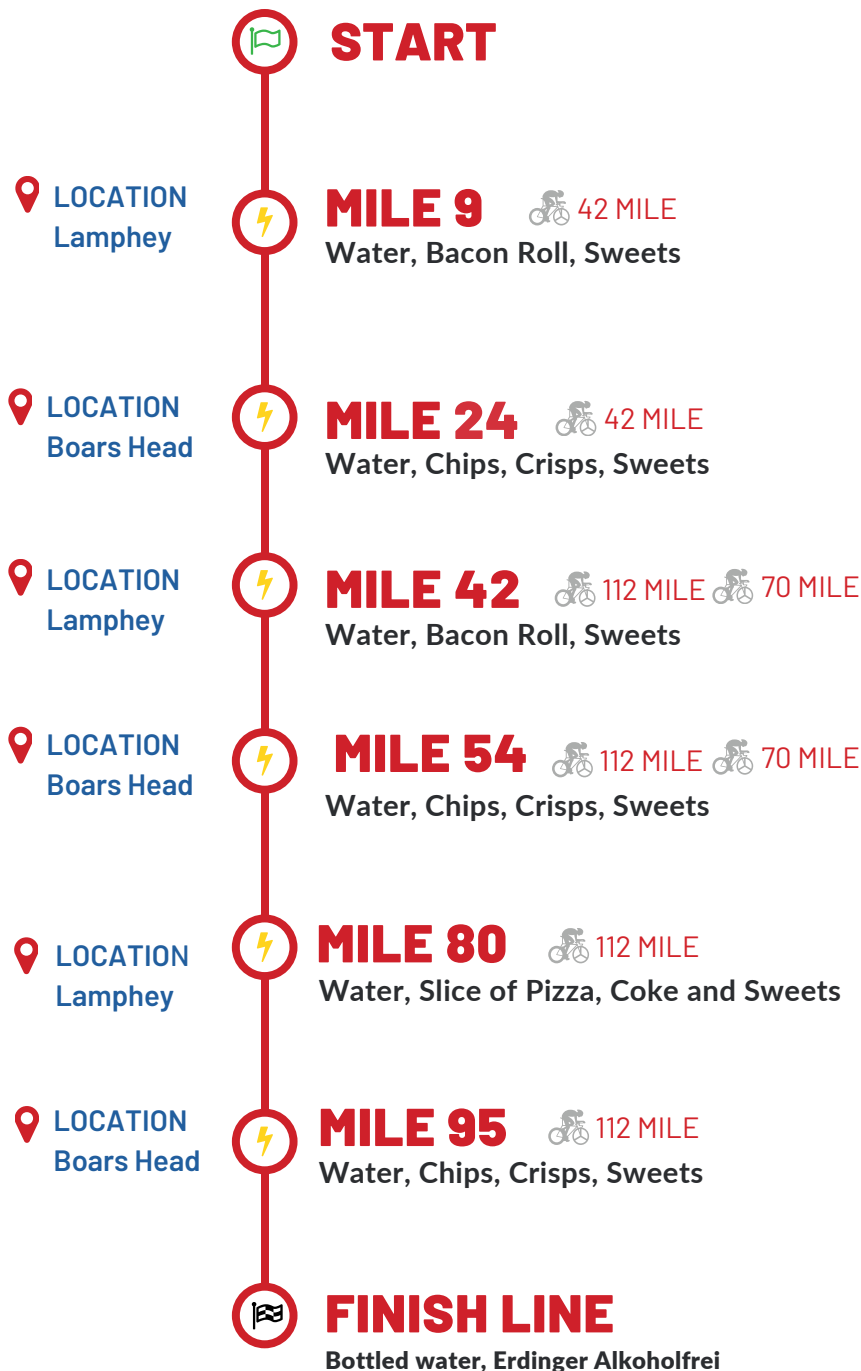 START
LOCATION
Lamphey
MILE 9 42 MILE
Water, Bacon Roll, Sweets
LOCATION
Boars Head
MILE 24 42 MILE
Water, Chips, Crisps, Sweets
LOCATION
Lamphey
MILE 42 112 MILE 70 MILE
Water, Bacon Roll, Sweets
LOCATION
Boars Head
MILE 54 112 MILE 70 MILE
Water, Chips, Crisps, Sweets
LOCATION
Lamphey
MILE 80 112 MILE
Water, Slice of Pizza, Coke and Sweets
LOCATION
Boars Head
MILE 95 112 MILE
Water, Chips, Crisps, Sweets
FINISH LINE
Bottled water, Erdinger Alkoholfrei